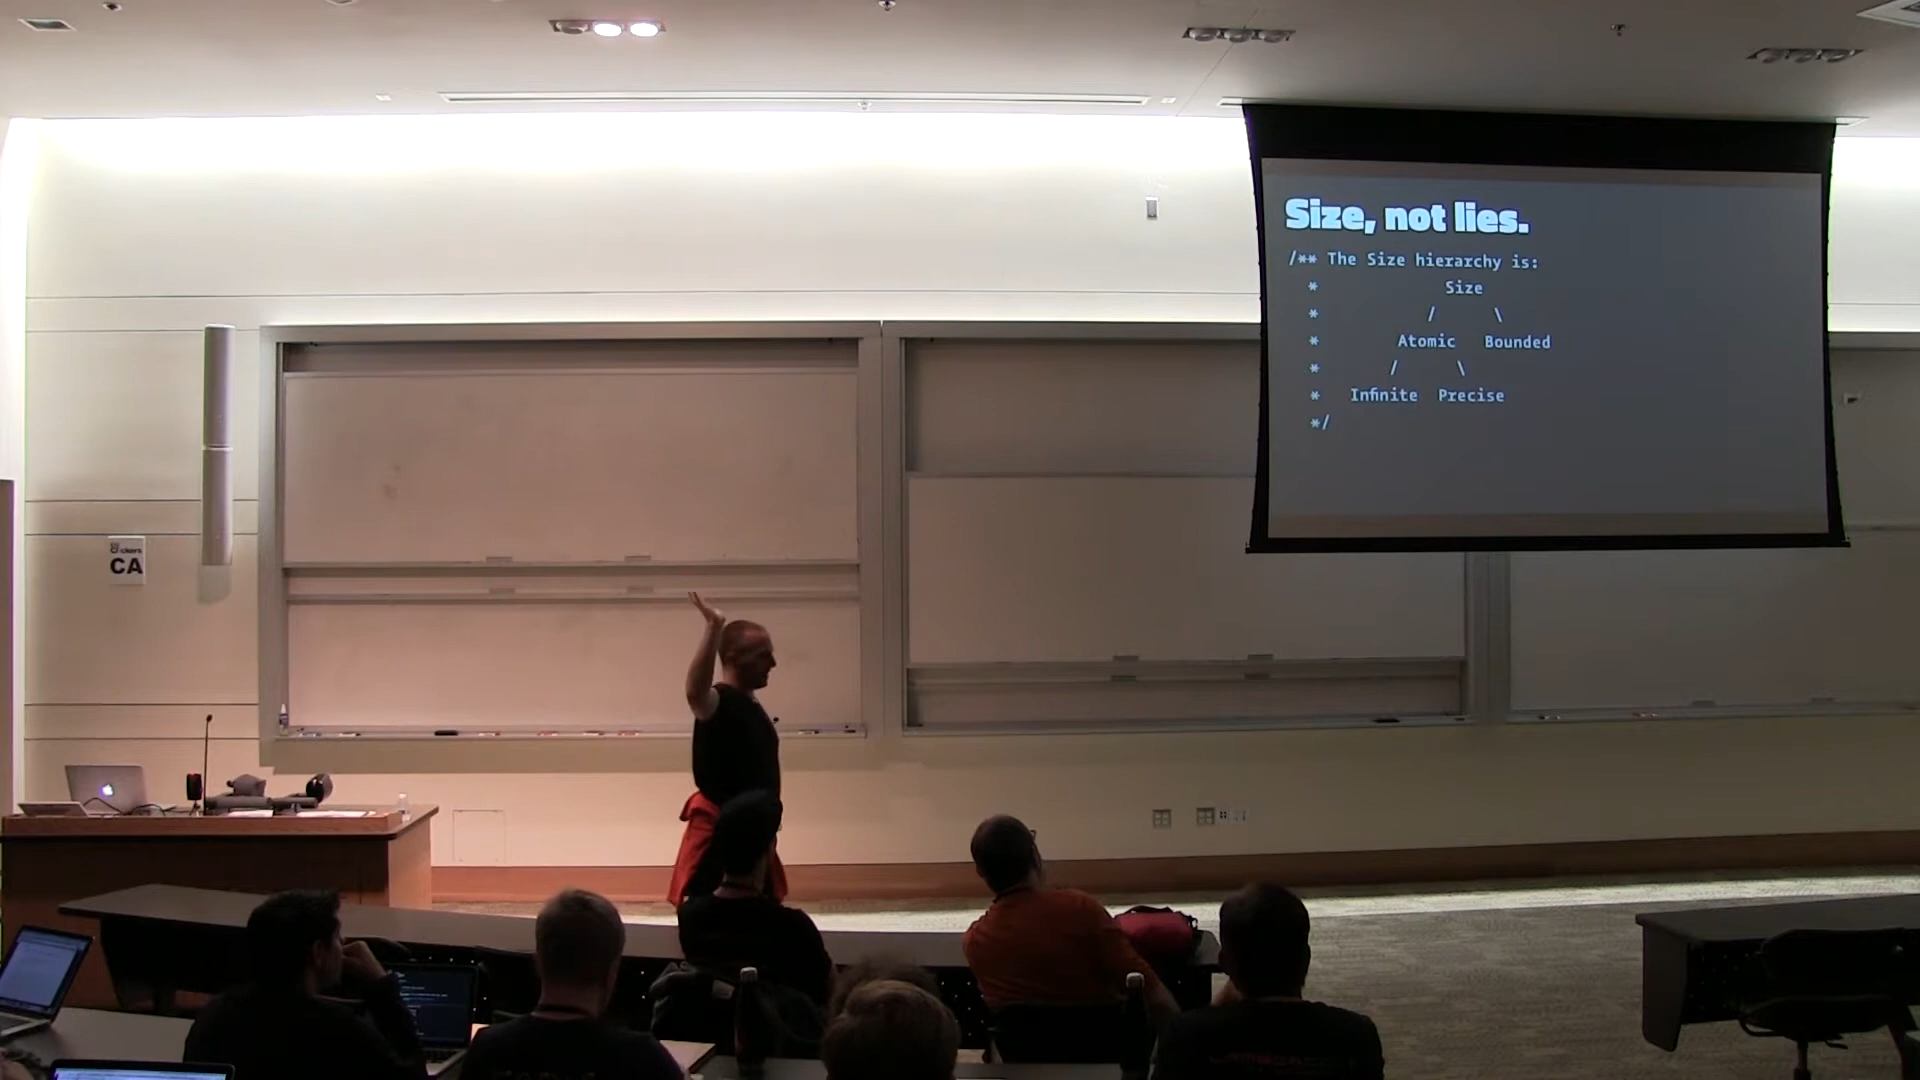 Size, not lies.
/** The Size hierarchy is:
* Size
* / \
* Atomic Bounded
* / \
* Infinite Precise
*/
CA